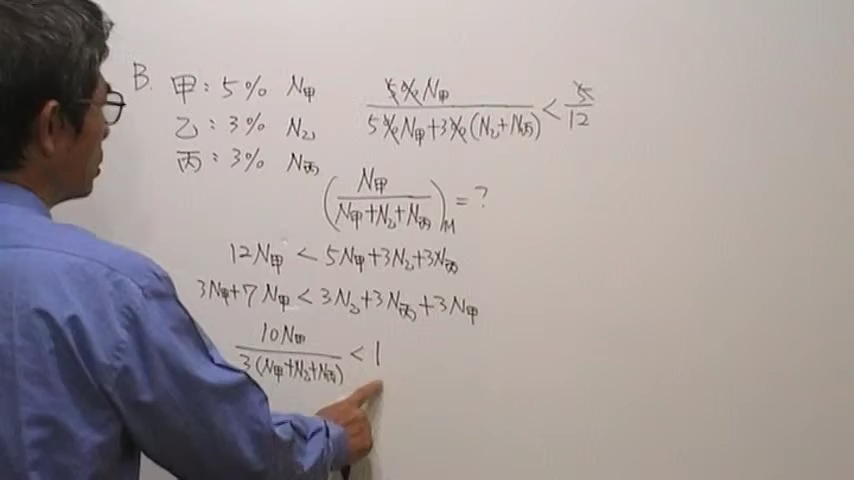 B. 甲: 5% N甲
乙: 3% N乙
丙: 3% N丙
5% N甲 / 5% N甲+3%(N乙+N丙) < 5/12
(N甲 / N甲+N乙+N丙)M = ?
12N甲 < 5N甲+3N乙+3N丙
3N甲+7N甲 < 3N乙+3N丙+3N甲
10N甲 / 3(N甲+N乙+N丙) < 1